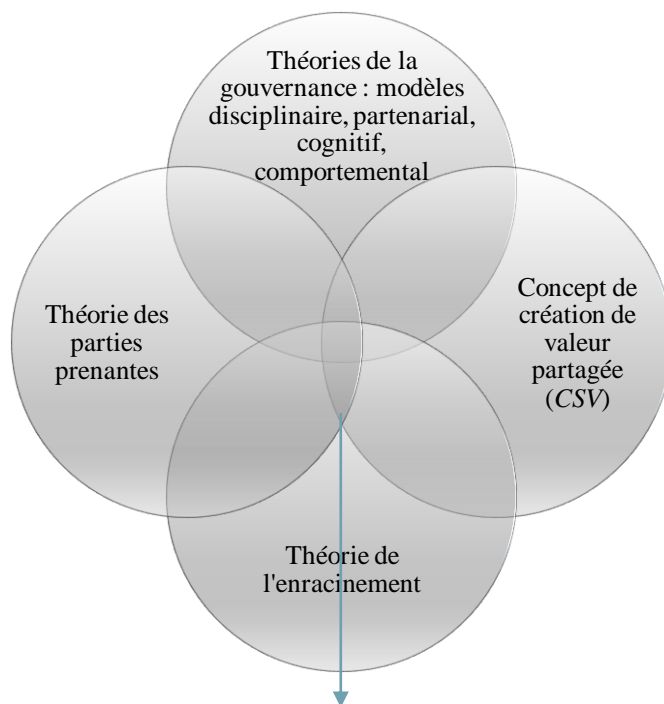 Théories de la
gouvernance : modèles
disciplinaire, partenarial,
cognitif,
comportemental
Théorie des
parties
prenantes
Concept de
création de
valeur
partagée
(CSV)
Théorie de
l'enracinement